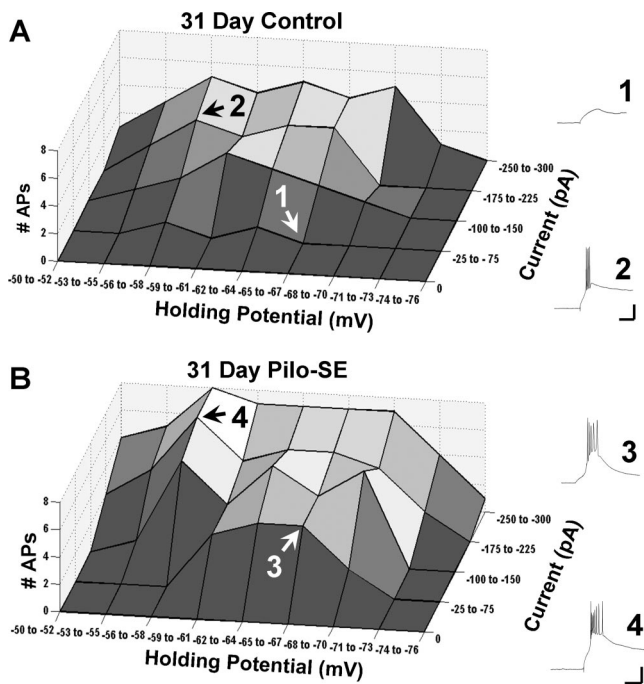 A
31 Day Control
# APs
8
6
4
2
0
-50 to -52
-53 to -55
-56 to -58
-59 to -61
-62 to -64
-65 to -67
-68 to -70
-71 to -73
-74 to -76
Holding Potential (mV)
0
-25 to -75
-100 to -150
-175 to -225
-250 to -300
Current (pA)
2
1
1
2
B
31 Day Pilo-SE
# APs
8
6
4
2
0
-50 to -52
-53 to -55
-56 to -58
-59 to -61
-62 to -64
-65 to -67
-68 to -70
-71 to -73
-74 to -76
Holding Potential (mV)
0
-25 to -75
-100 to -150
-175 to -225
-250 to -300
Current (pA)
4
3
3
4